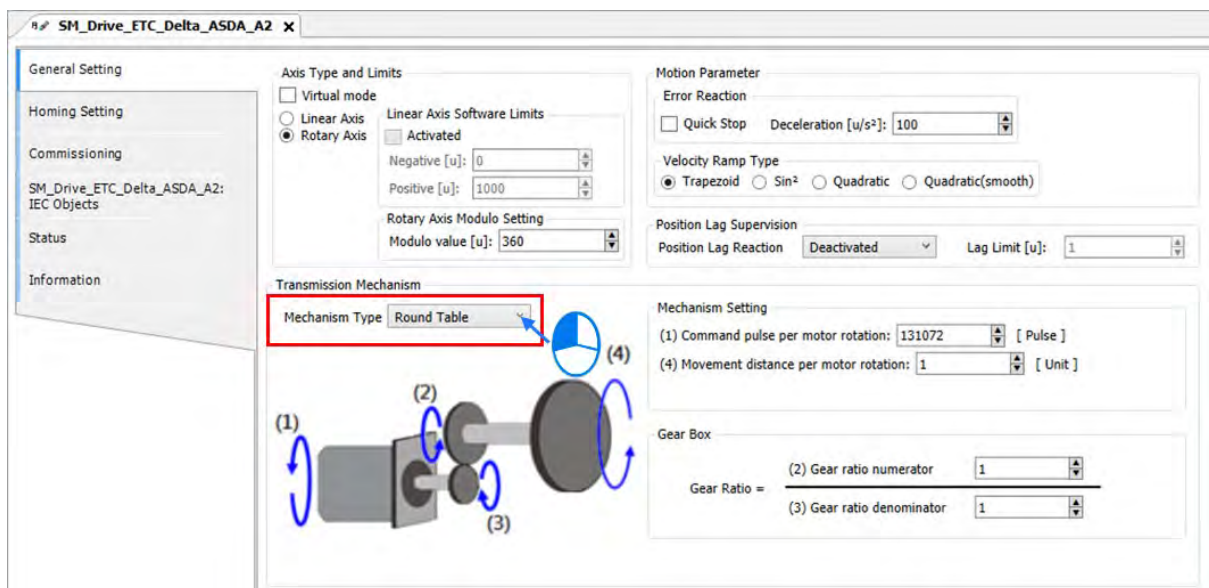 SM_Drive_ETC_Delta_ASDA_A2 X
General Setting
Homing Setting
Commissioning
SM_Drive_ETC_Delta_ASDA_A2:
IEC Objects
Status
Information
Axis Type and Limits
Virtual mode
Linear Axis
Rotary Axis
Linear Axis Software Limits
Activated
Negative [u]: 0
Positive [u]: 1000
Rotary Axis Modulo Setting
Modulo value [u]: 360
Motion Parameter
Error Reaction
Quick Stop Deceleration [u/s²]: 100
Velocity Ramp Type
Trapezoid Sin² Quadratic Quadratic(smooth)
Position Lag Supervision
Position Lag Reaction Deactivated Lag Limit [u]: 1
Transmission Mechanism
Mechanism Type Round Table
(1)
(2)
(3)
(4)
Mechanism Setting
(1) Command pulse per motor rotation: 131072 [ Pulse ]
(4) Movement distance per motor rotation: 1 [ Unit ]
Gear Box
Gear Ratio =
(2) Gear ratio numerator 1
(3) Gear ratio denominator 1